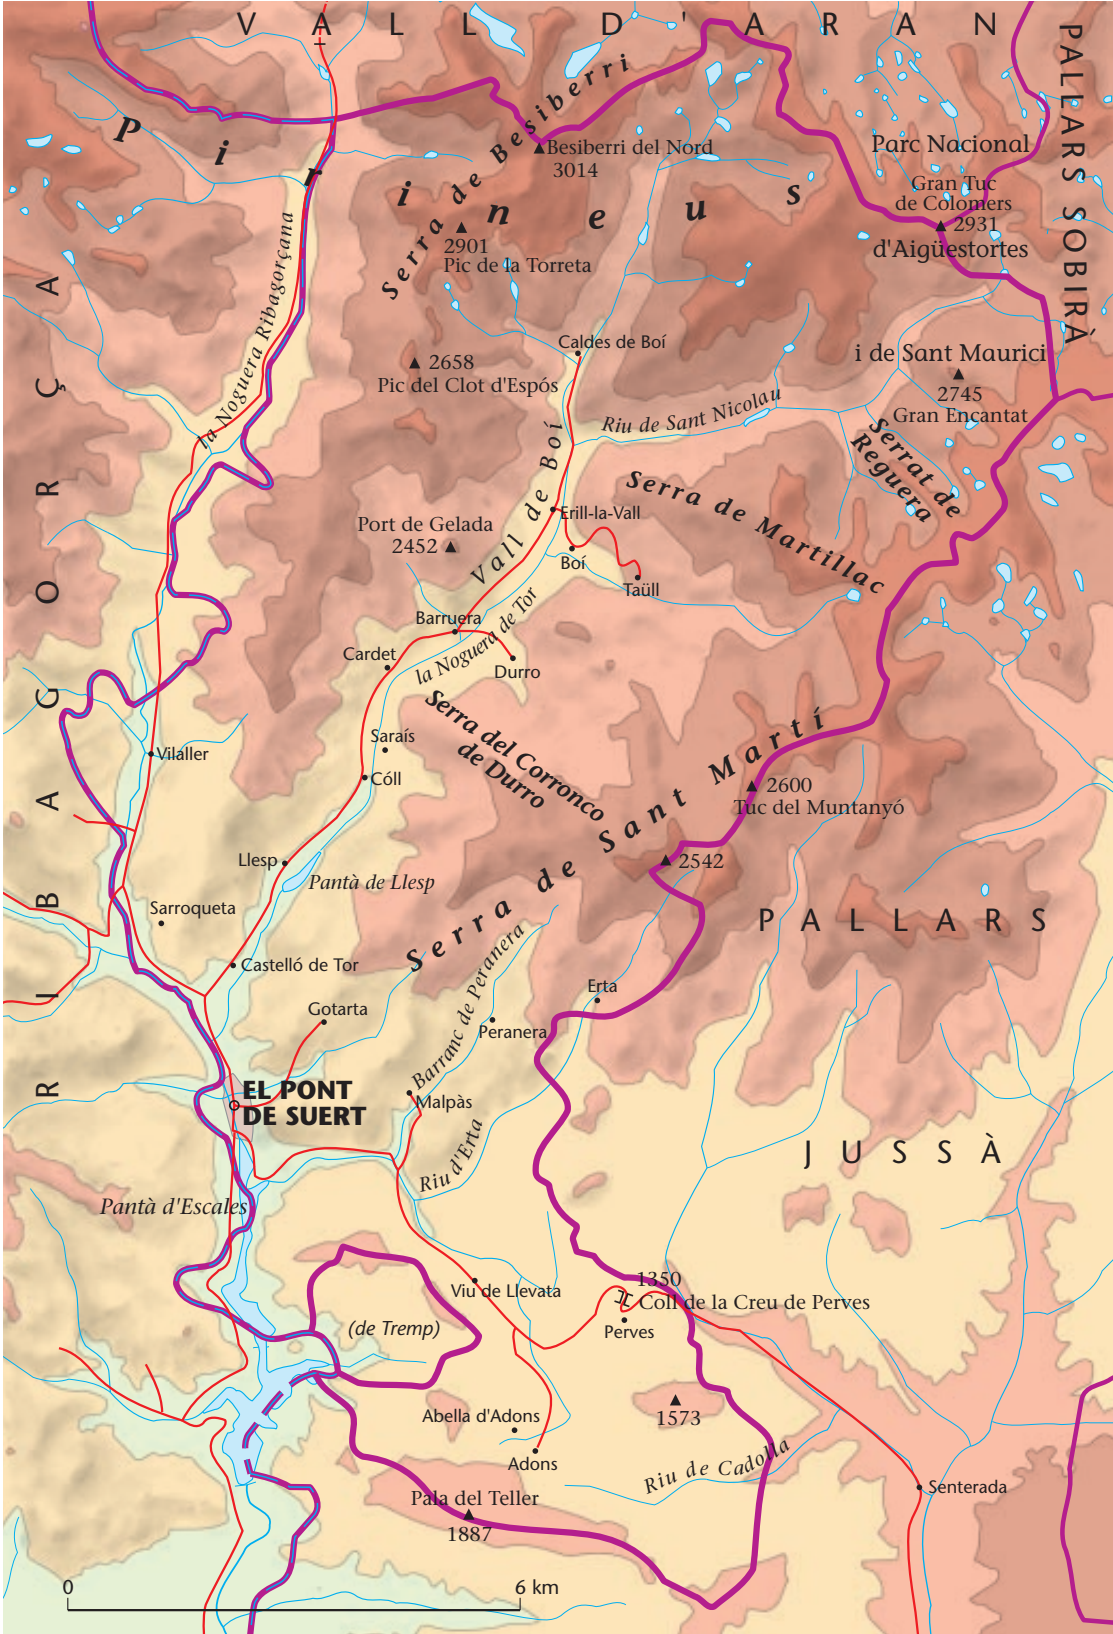 VALL D'ARAN
PALLARS SOBIRÀ
Pirineus
Serra de Besiberri
Besiberri del Nord
3014
Parc Nacional
Gran Tuc
de Colomers
2931
d'Aigüestortes
2901
Pic de la Torreta
la Noguera Ribagorçana
RIBAGORÇA
Caldes de Boí
i de Sant Maurici
2658
Pic del Clot d'Espós
2745
Gran Encantat
Riu de Sant Nicolau
Serrat de
Reguera
Vall de Boí
Serra de Martillac
Erill-la-Vall
Port de Gelada
2452
Boí
Taüll
Barruera
la Noguera de Tor
Cardet
Durro
Serra del Corronco
de Durro
Saraís
Vilaller
Cóll
Serra de Sant Martí
2600
Tuc del Muntanyó
Llesp
2542
Pantà de Llesp
Sarroqueta
PALLARS
Castelló de Tor
Barranc de Peranera
Erta
Gotarta
Peranera
EL PONT
DE SUERT
Malpàs
Riu d'Erta
JUSSÀ
Pantà d'Escales
1350
Viu de Llevata
Coll de la Creu de Perves
(de Tremp)
Perves
Abella d'Adons
1573
Adons
Riu de Cadolla
Senterada
Pala del Teller
1887
0
6 km